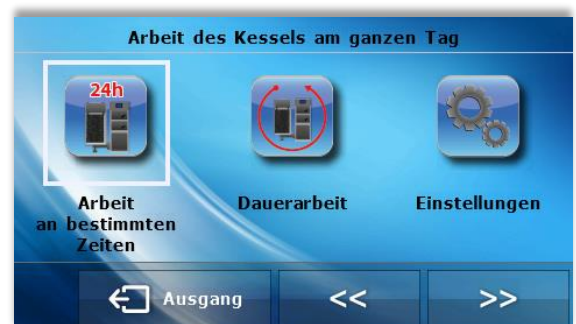 Arbeit des Kessels am ganzen Tag
24h
Arbeit
an bestimmten
Zeiten
Dauerarbeit
Einstellungen
Ausgang
<<
>>